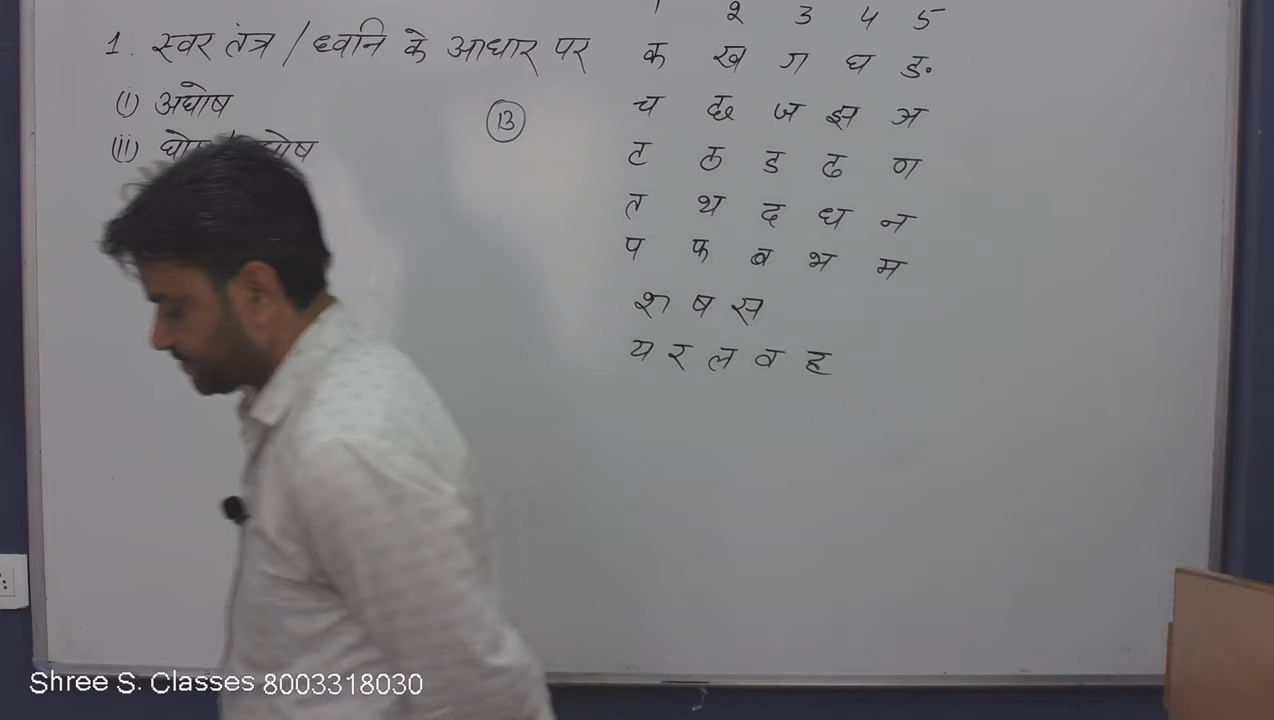 1. स्वर तंत्र / ध्वनि के आधार पर
(i) अघोष
(ii)
13
1 2 3 4 5
क ख ग घ ङ
च छ ज झ ञ
ट ठ ड ढ ण
त थ द ध न
प फ ब भ म
श ष स
य र ल व ह
Shree S. Classes 8003318030